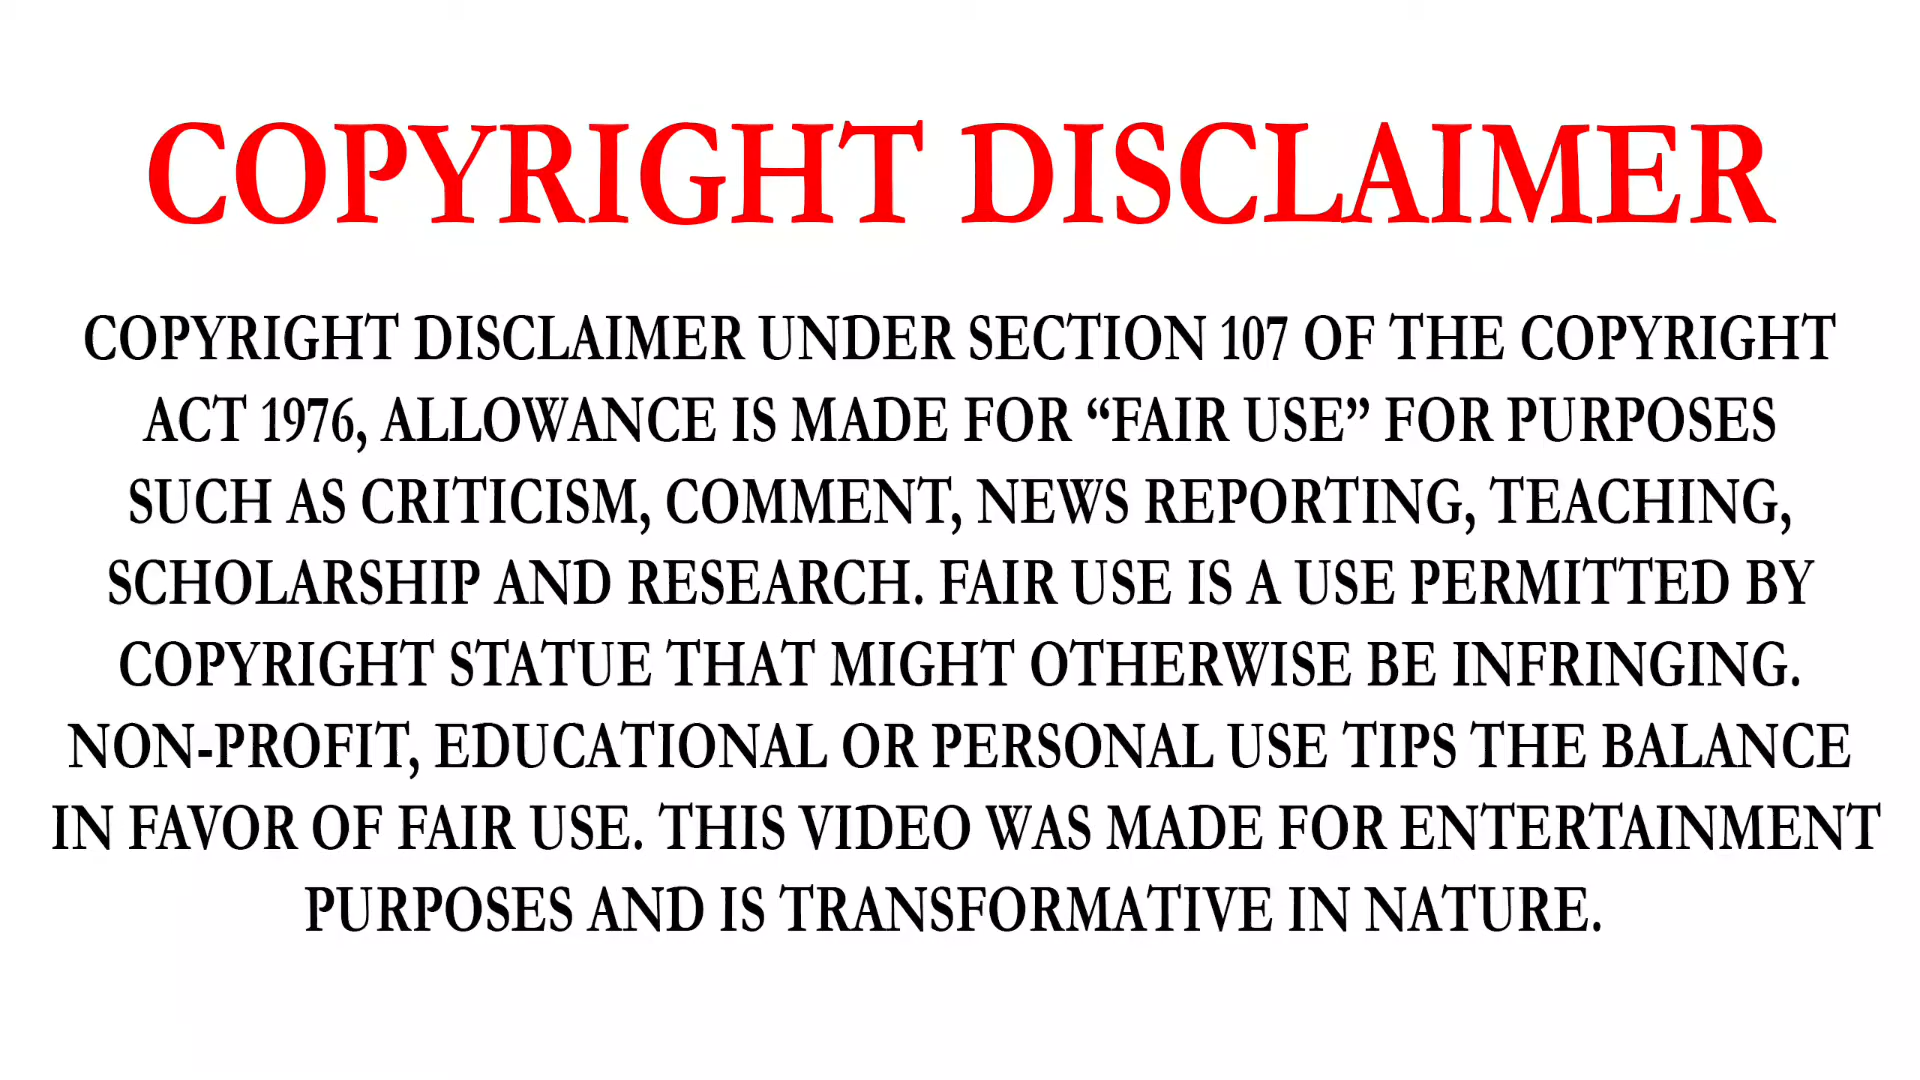 COPYRIGHT DISCLAIMER
COPYRIGHT DISCLAIMER UNDER SECTION 107 OF THE COPYRIGHT
ACT 1976, ALLOWANCE IS MADE FOR “FAIR USE” FOR PURPOSES
SUCH AS CRITICISM, COMMENT, NEWS REPORTING, TEACHING,
SCHOLARSHIP AND RESEARCH. FAIR USE IS A USE PERMITTED BY
COPYRIGHT STATUE THAT MIGHT OTHERWISE BE INFRINGING.
NON-PROFIT, EDUCATIONAL OR PERSONAL USE TIPS THE BALANCE
IN FAVOR OF FAIR USE. THIS VIDEO WAS MADE FOR ENTERTAINMENT
PURPOSES AND IS TRANSFORMATIVE IN NATURE.